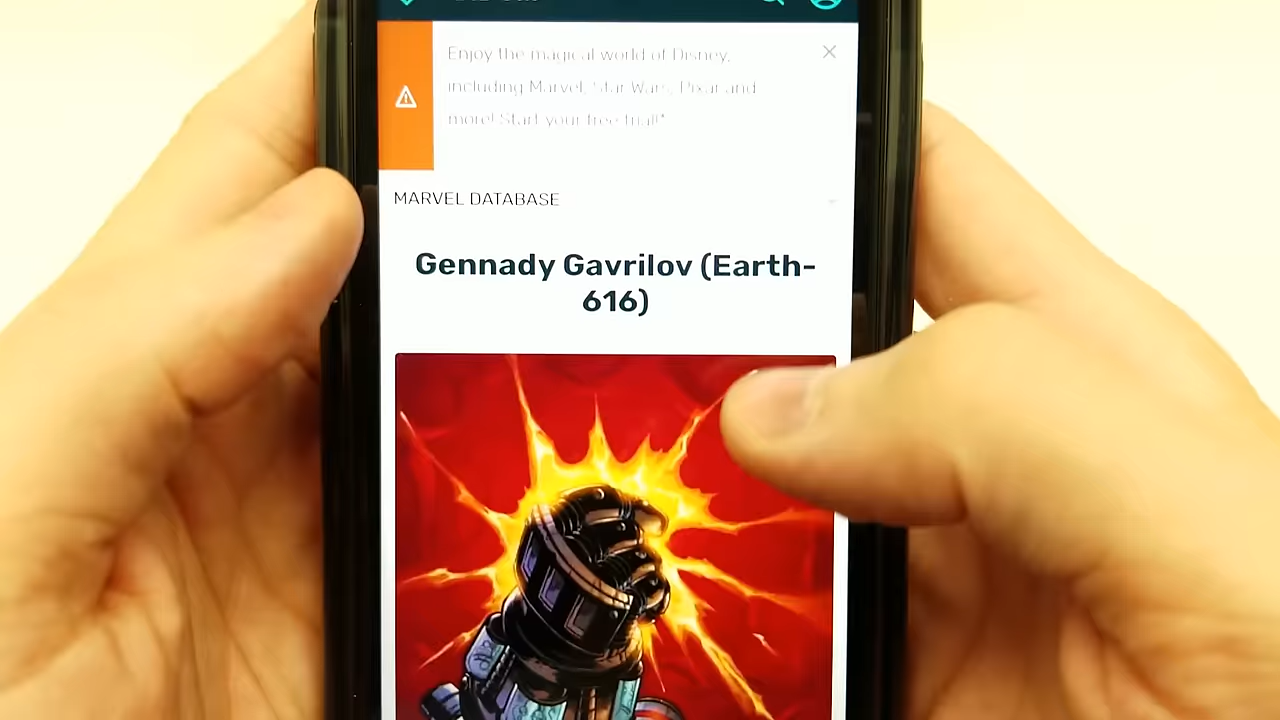 Enjoy the magical world of Disney,
including Marvel, Star Wars, Pixar and
more! Start your free trial!*
MARVEL DATABASE
Gennady Gavrilov (Earth-
616)